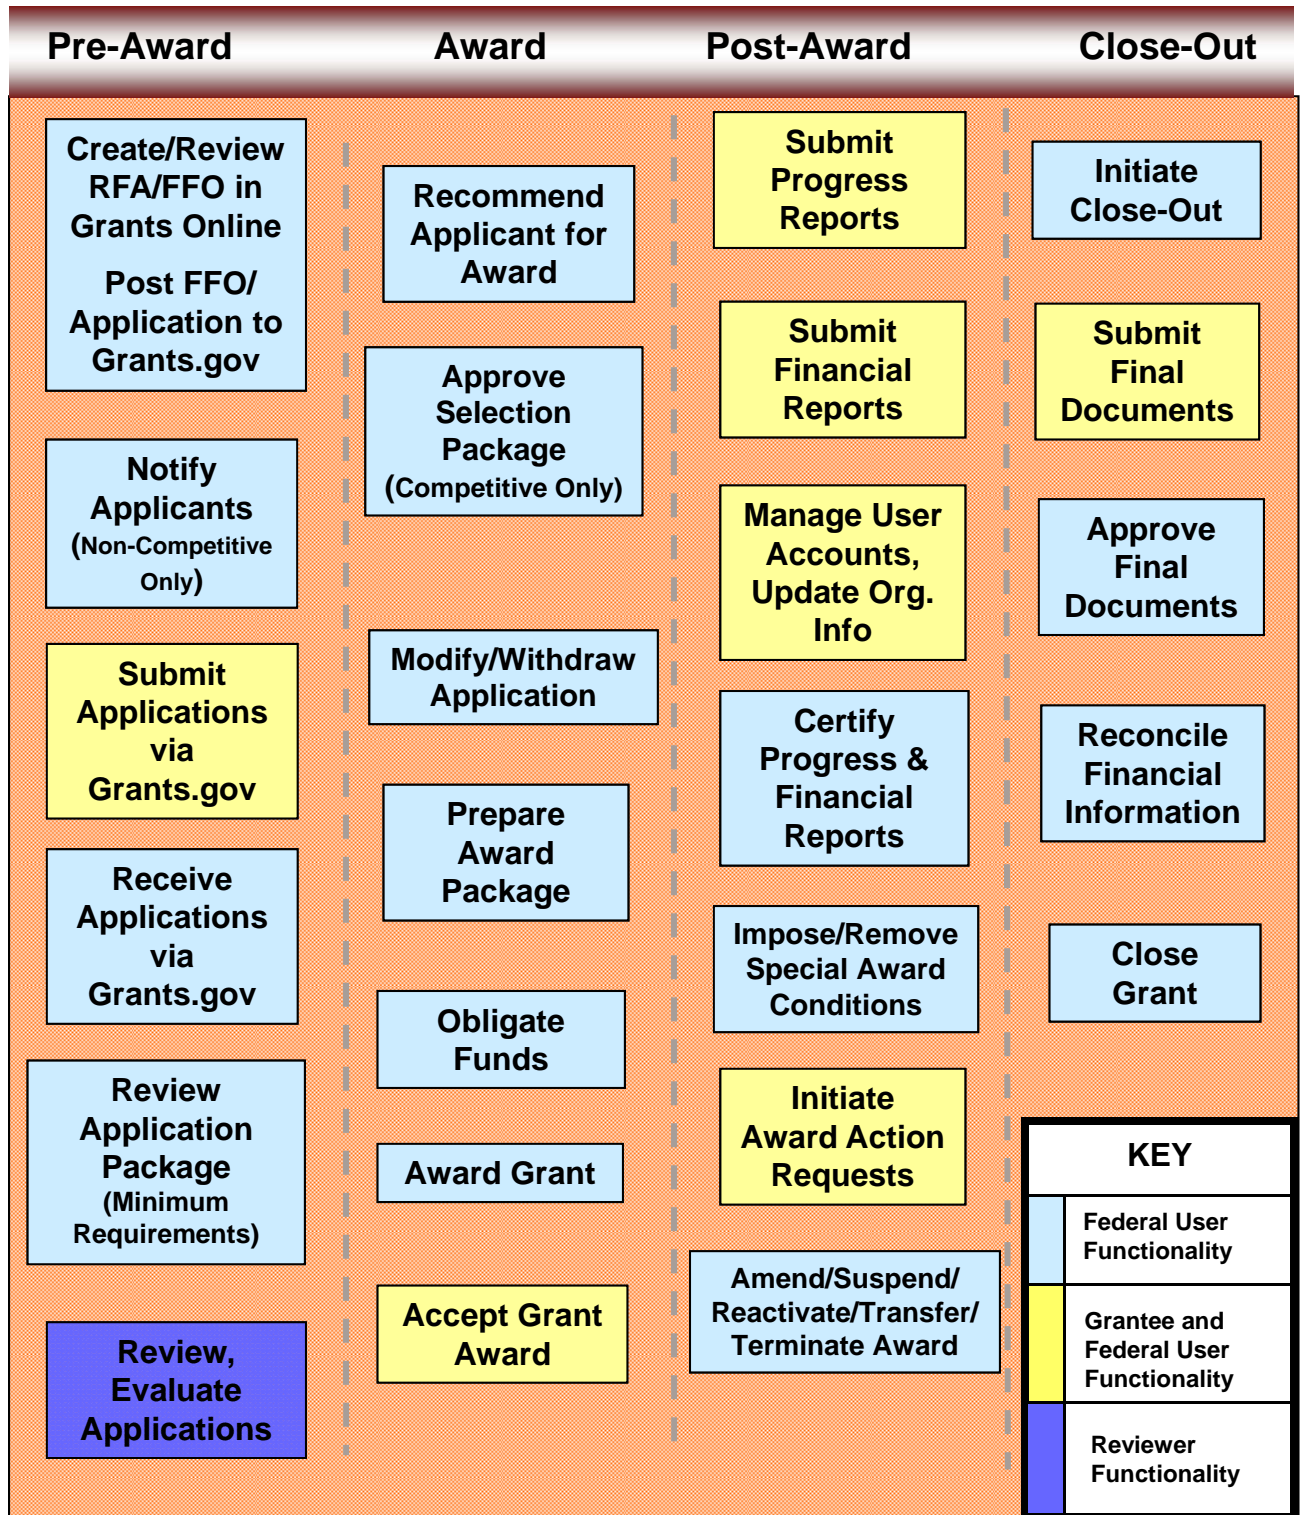 Pre-Award
Award
Post-Award
Close-Out
Create/Review
RFA/FFO in
Grants Online
Post FFO/
Application to
Grants.gov
Notify
Applicants
(Non-Competitive
Only)
Submit
Applications
via
Grants.gov
Receive
Applications
via
Grants.gov
Review
Application
Package
(Minimum
Requirements)
Review,
Evaluate
Applications
Recommend
Applicant for
Award
Approve
Selection
Package
(Competitive Only)
Modify/Withdraw
Application
Prepare
Award
Package
Obligate
Funds
Award Grant
Accept Grant
Award
Submit
Progress
Reports
Submit
Financial
Reports
Manage User
Accounts,
Update Org.
Info
Certify
Progress &
Financial
Reports
Impose/Remove
Special Award
Conditions
Initiate
Award Action
Requests
Amend/Suspend/
Reactivate/Transfer/
Terminate Award
Initiate
Close-Out
Submit
Final
Documents
Approve
Final
Documents
Reconcile
Financial
Information
Close
Grant
KEY
Federal User
Functionality
Grantee and
Federal User
Functionality
Reviewer
Functionality